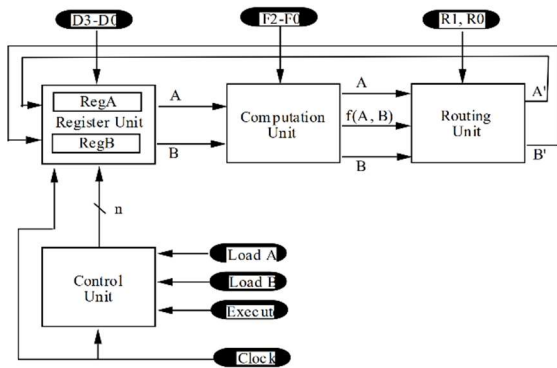 D3-D0
F2-F0
R1, R0
RegA
Register Unit
RegB
A
B
Computation
Unit
A
f(A, B)
B
Routing
Unit
A'
B'
n
Control
Unit
Load A
Load B
Execute
Clock